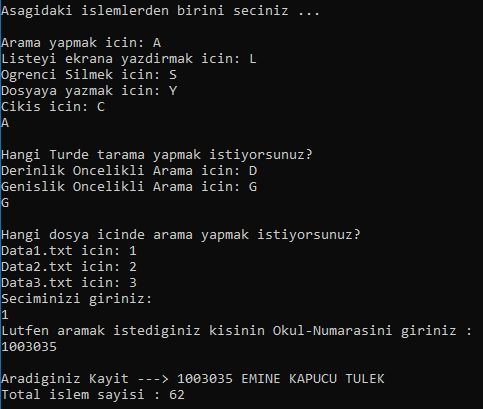 Asagidaki islemlerden birini seciniz ...
Arama yapmak icin: A
Listeyi ekrana yazdirmak icin: L
Ogrenci Silmek icin: S
Dosyaya yazmak icin: Y
Cikis icin: C
A
Hangi Turde tarama yapmak istiyorsunuz?
Derinlik Oncelikli Arama icin: D
Genislik Oncelikli Arama icin: G
G
Hangi dosya icinde arama yapmak istiyorsunuz?
Data1.txt icin: 1
Data2.txt icin: 2
Data3.txt icin: 3
Seciminizi giriniz:
1
Lutfen aramak istediginiz kisinin Okul-Numarasini giriniz :
1003035
Aradiginiz Kayit ---> 1003035 EMINE KAPUCU TULEK
Total islem sayisi : 62